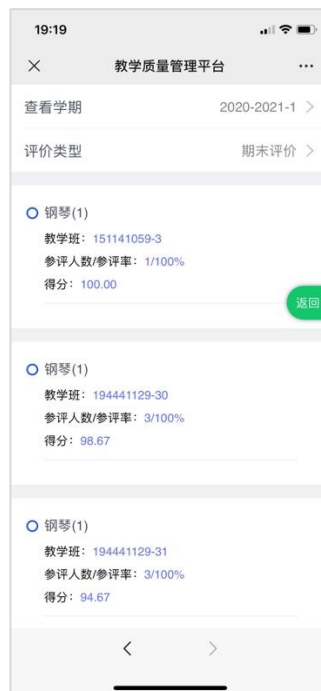 19:19
教学质量管理平台
查看学期 2020-2021-1
评价类型 期末评价
钢琴(1)
教学班: 151141059-3
参评人数/参评率: 1/100%
得分: 100.00
返回
钢琴(1)
教学班: 194441129-30
参评人数/参评率: 3/100%
得分: 98.67
钢琴(1)
教学班: 194441129-31
参评人数/参评率: 3/100%
得分: 94.67